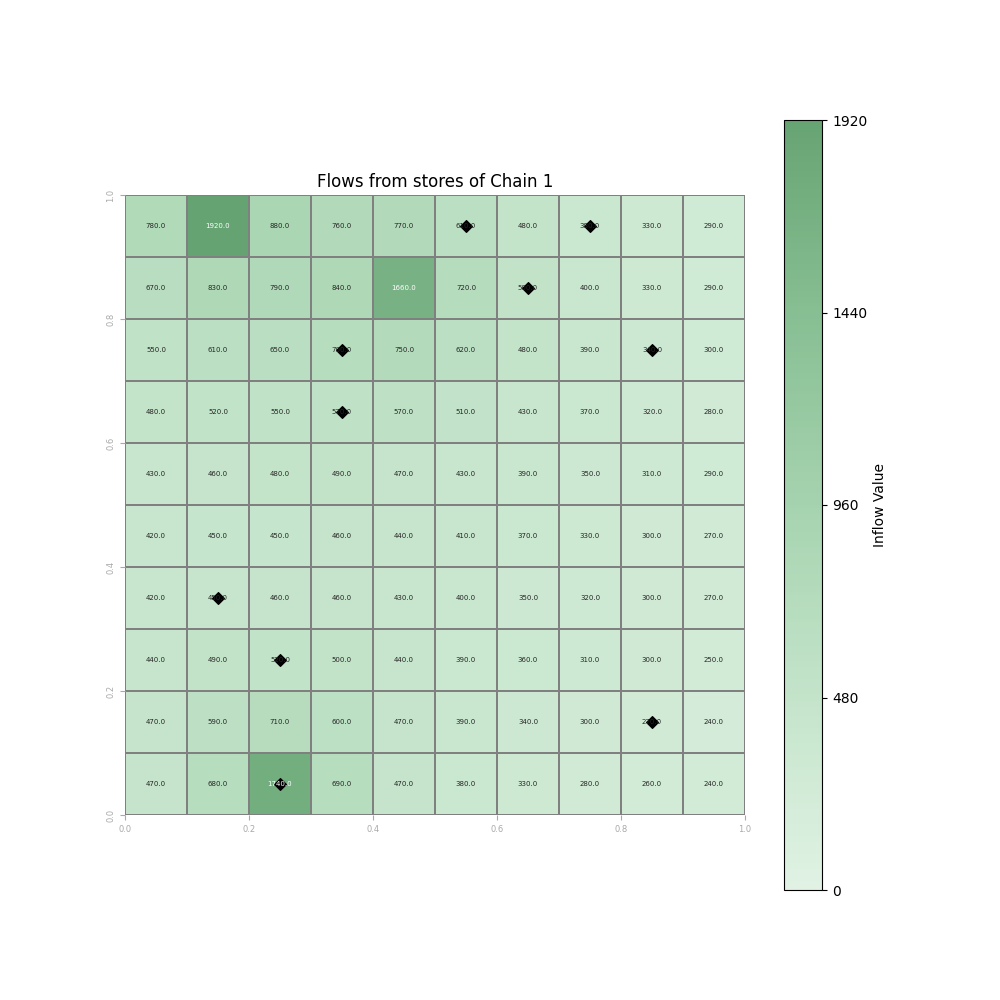 Flows from stores of Chain 1
1920
1440
960
480
0
Inflow Value
1.0
0.8
0.6
0.4
0.2
0.0
780.0 1920.0 880.0 760.0 770.0 480.0 330.0 290.0
670.0 830.0 790.0 840.0 1660.0 720.0 400.0 330.0 290.0
550.0 610.0 650.0 750.0 620.0 480.0 390.0 300.0
480.0 520.0 550.0 570.0 510.0 430.0 370.0 320.0 280.0
430.0 460.0 480.0 490.0 470.0 430.0 390.0 350.0 310.0 290.0
420.0 450.0 450.0 460.0 440.0 410.0 370.0 330.0 300.0 270.0
420.0 460.0 460.0 430.0 400.0 350.0 320.0 300.0 270.0
440.0 490.0 500.0 440.0 390.0 360.0 310.0 300.0 250.0
470.0 590.0 710.0 600.0 470.0 390.0 340.0 300.0 240.0
470.0 680.0 1740.0 690.0 470.0 380.0 330.0 280.0 260.0 240.0
0.0 0.2 0.4 0.6 0.8 1.0